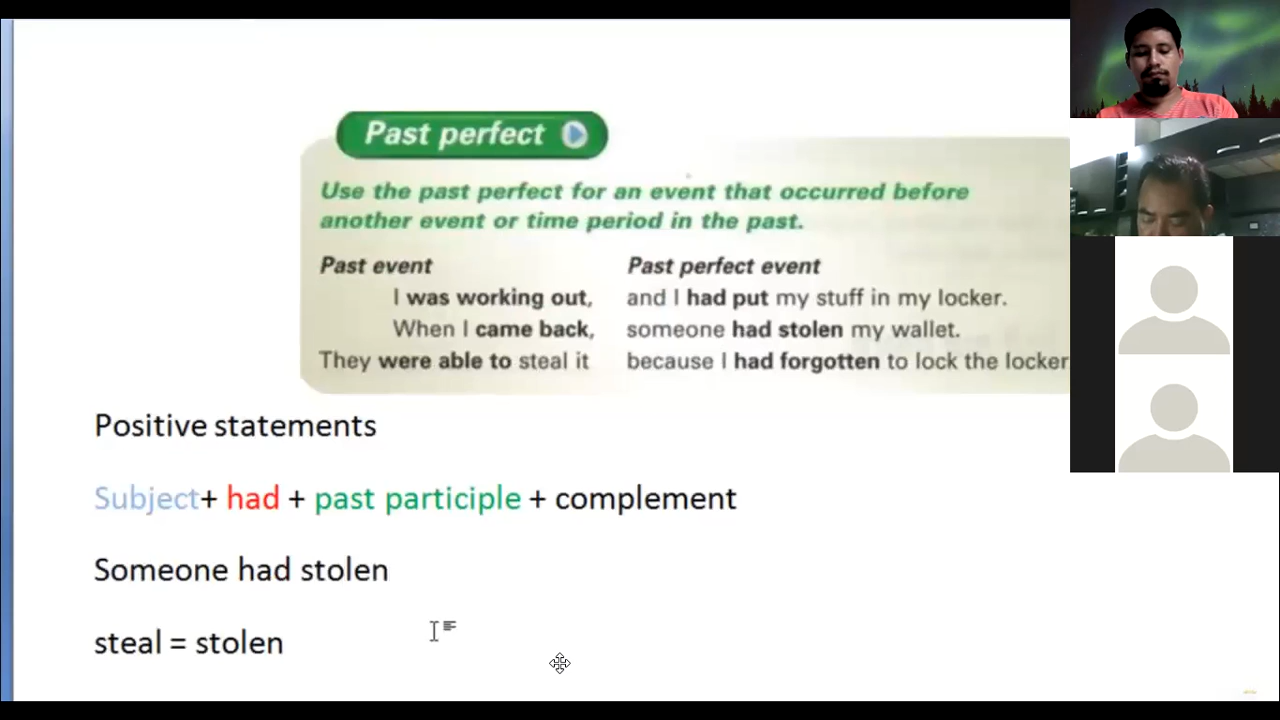 Past perfect
Use the past perfect for an event that occurred before
another event or time period in the past.
Past event Past perfect event
I was working out, and I had put my stuff in my locker.
When I came back, someone had stolen my wallet.
They were able to steal it because I had forgotten to lock the locker
Positive statements
Subject+ had + past participle + complement
Someone had stolen
steal = stolen